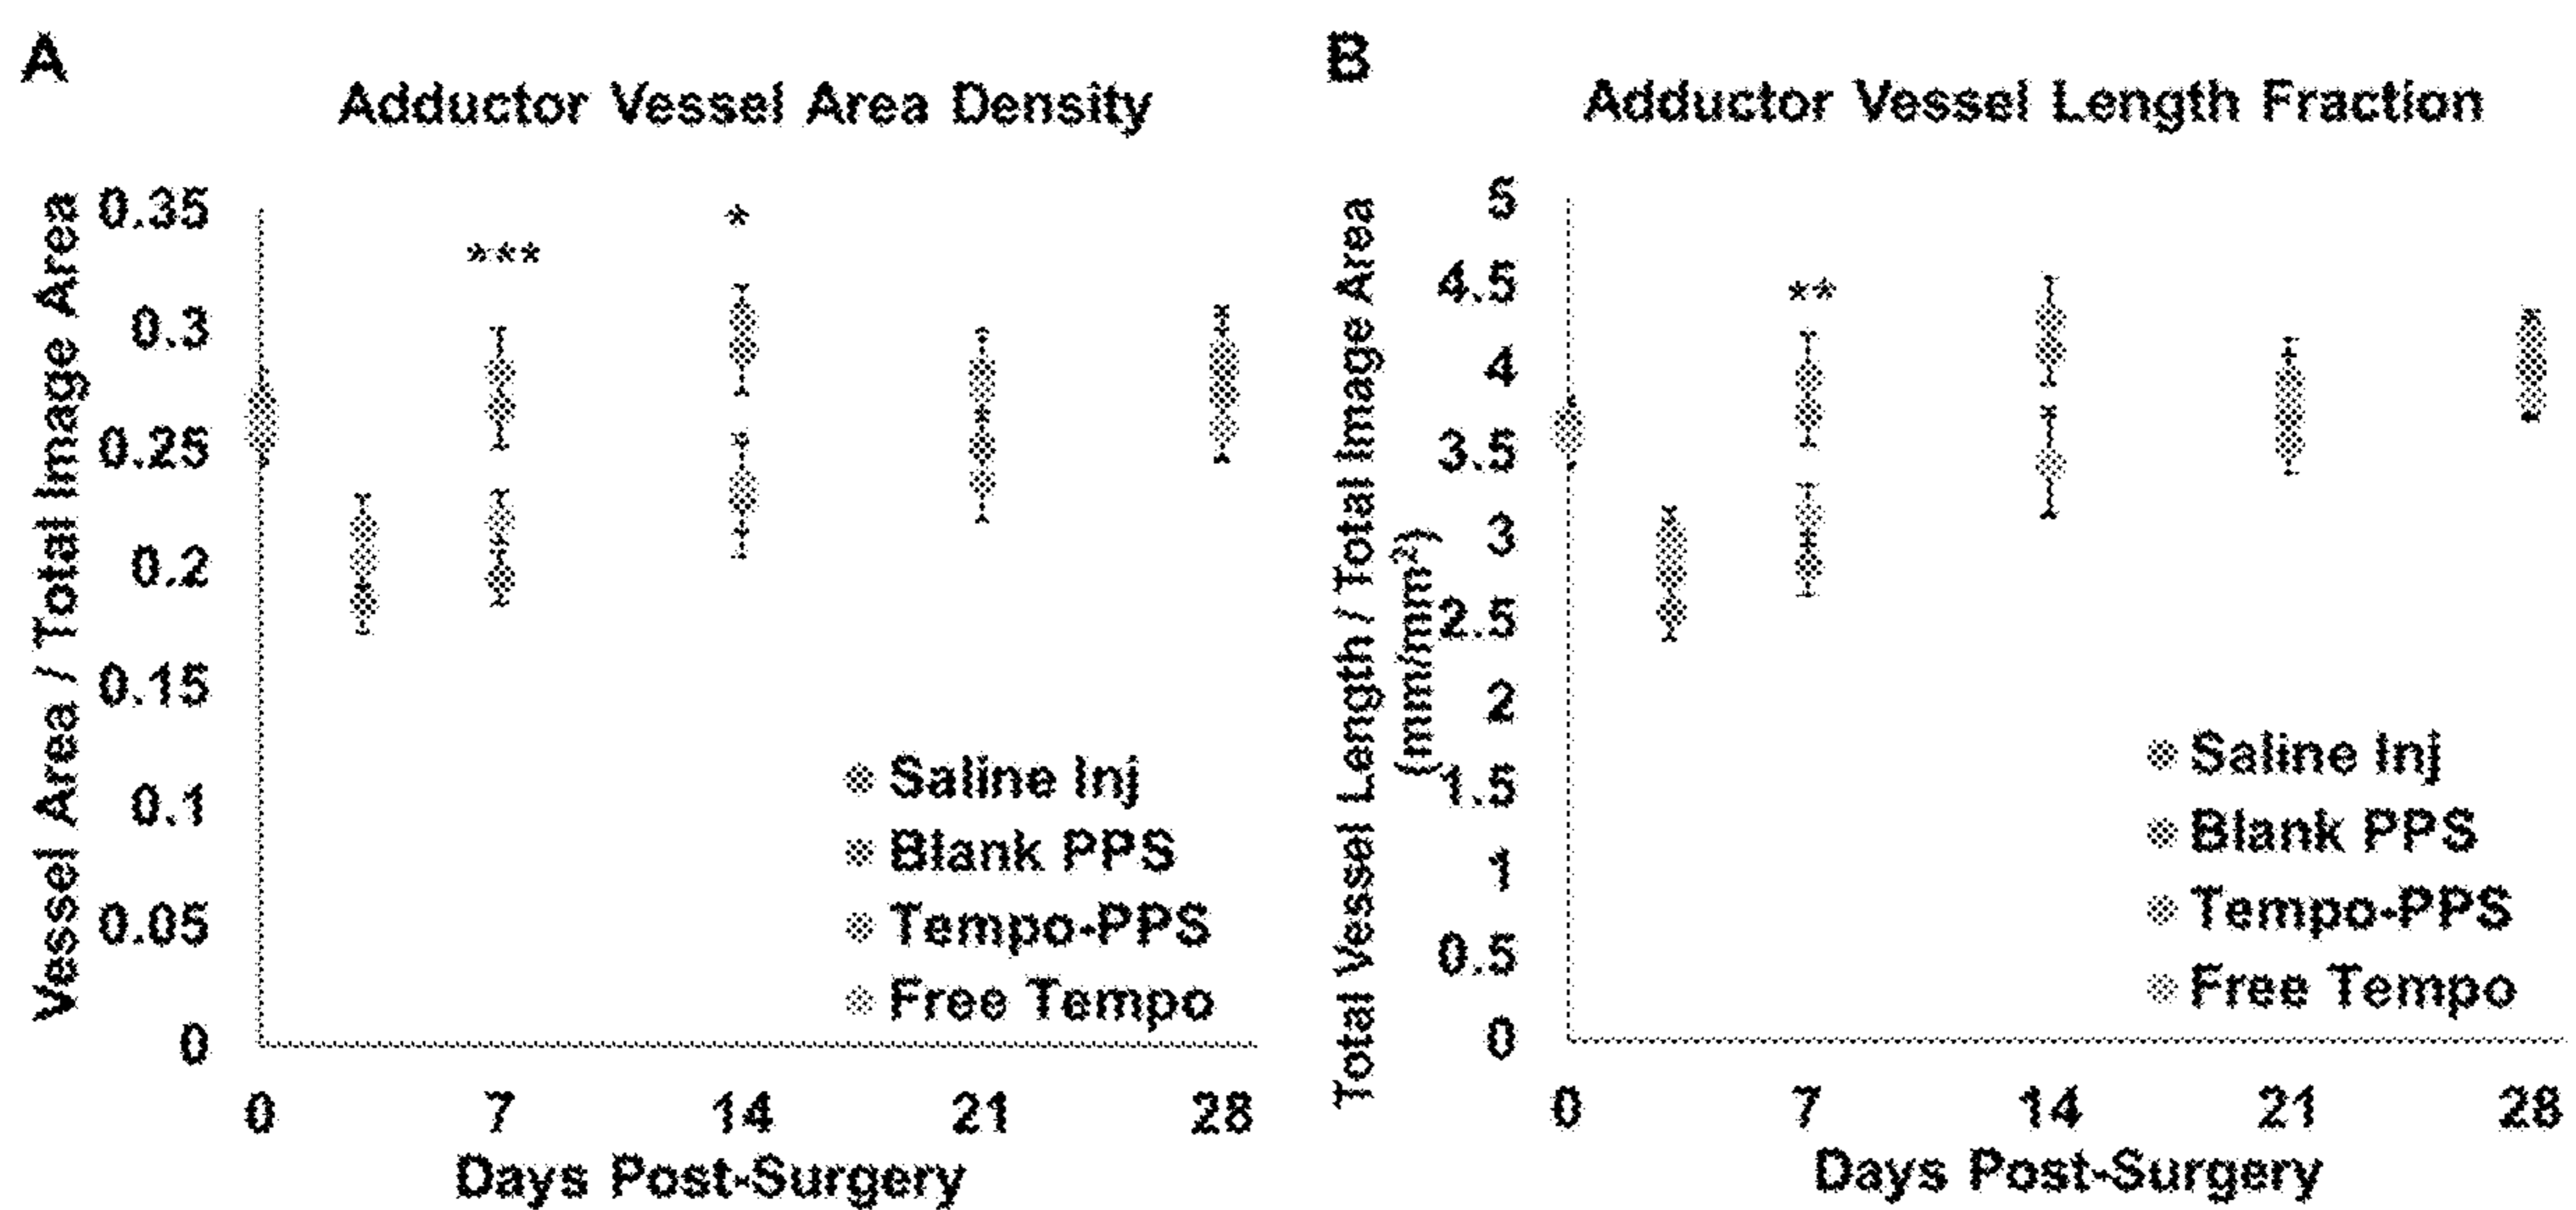 A
Adductor Vessel Area Density
Vessel Area / Total Image Area
0.35
0.3
0.25
0.2
0.15
0.1
0.05
0
***
*
Saline Inj
Blank PPS
Tempo-PPS
Free Tempo
0 7 14 21 28
Days Post-Surgery
B
Adductor Vessel Length Fraction
Total Vessel Length / Total Image Area
(mm/mm²)
5
4.5
4
3.5
3
2.5
2
1.5
1
0.5
0
**
Saline Inj
Blank PPS
Tempo-PPS
Free Tempo
0 7 14 21 28
Days Post-Surgery